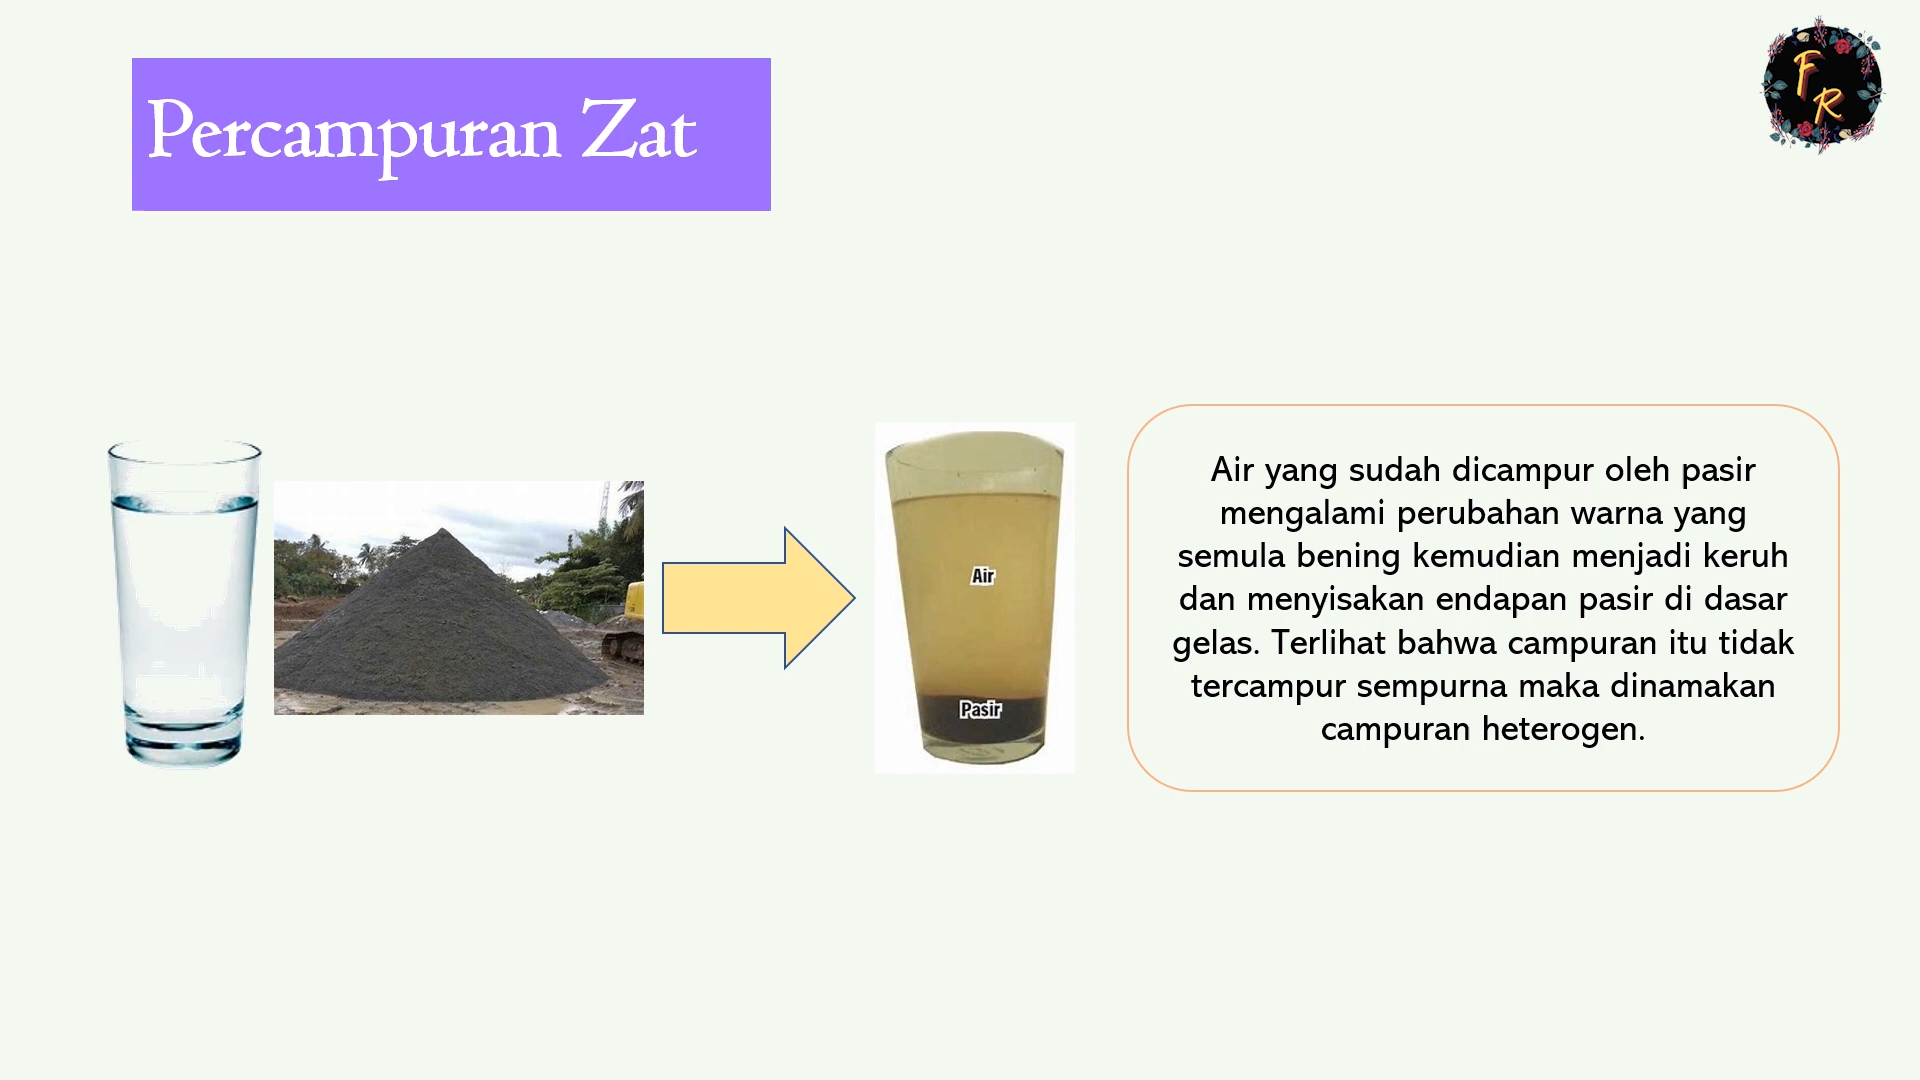 Percampuran Zat
F
R
Air
Pasir
Air yang sudah dicampur oleh pasir
mengalami perubahan warna yang
semula bening kemudian menjadi keruh
dan menyisakan endapan pasir di dasar
gelas. Terlihat bahwa campuran itu tidak
tercampur sempurna maka dinamakan
campuran heterogen.